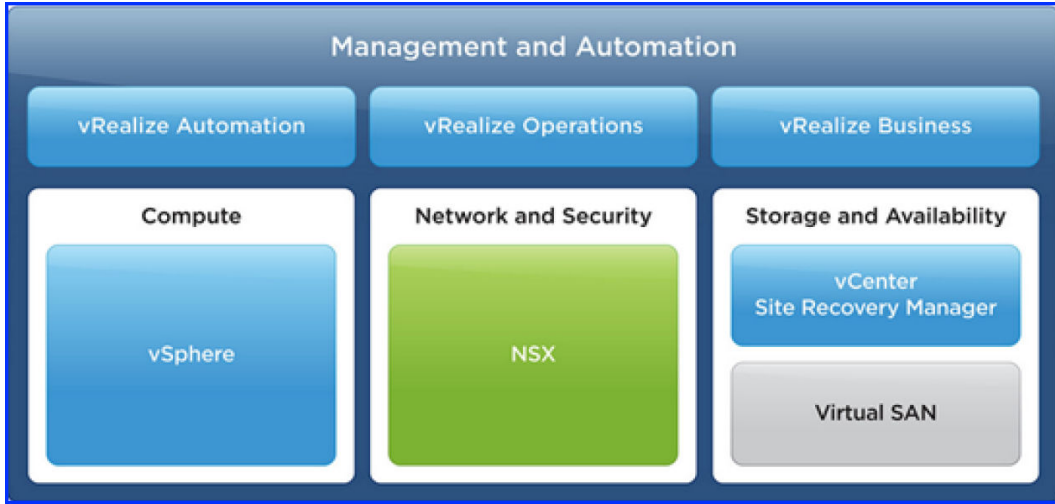 Management and Automation
vRealize Automation
vRealize Operations
vRealize Business
Compute
vSphere
Network and Security
NSX
Storage and Availability
vCenter
Site Recovery Manager
Virtual SAN